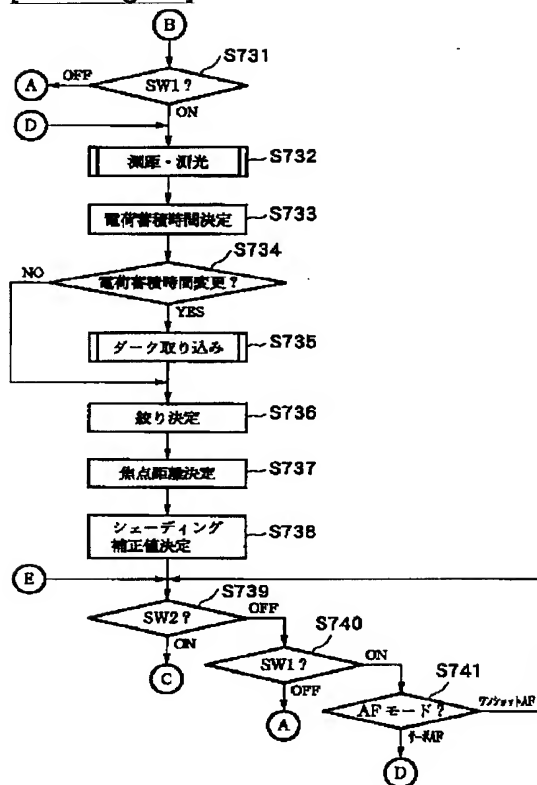 B
S731
A
OFF
SW1?
ON
D
測距・測光
S732
電荷蓄積時間決定
S733
S734
NO
電荷蓄積時間変更?
YES
ダーク取り込み
S735
絞り決定
S736
焦点距離決定
S737
シェーディング
補正値決定
S738
E
S739
SW2?
OFF
S740
ON
C
SW1?
ON
S741
OFF
A
AFモード?
ワンショットAF
サーボAF
D